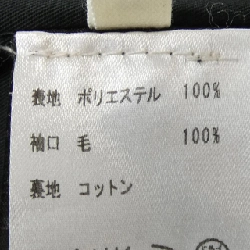 表地 ポリエステル 100%
袖口 毛 100%
裏地 コットン